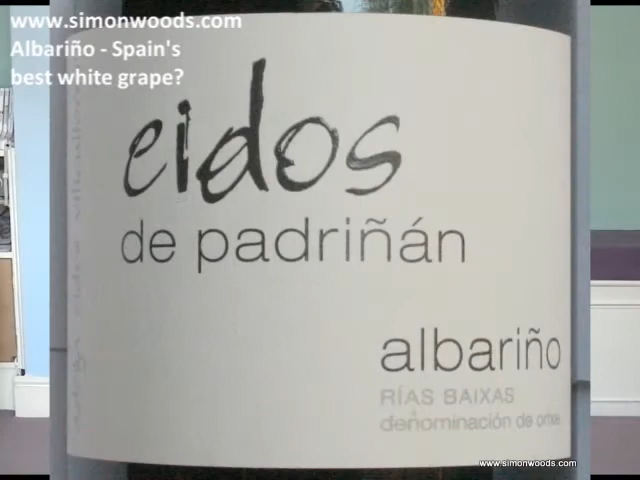 www.simonwoods.com
Albariño - Spain's
best white grape?
eidos
de padriñán
albariño
RÍAS BAIXAS
denominación de
www.simonwoods.com